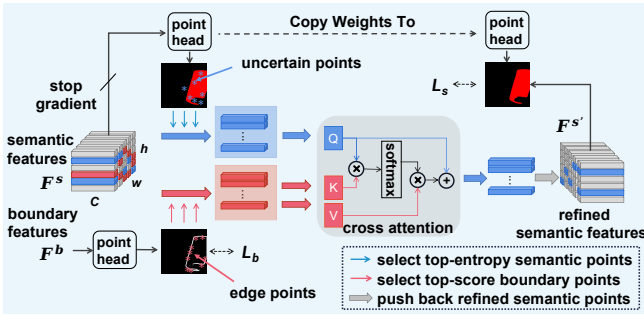 point
head
Copy Weights To
point
head
uncertain points
stop
gradient
L_s
F^s'
semantic
features
F^s
h
w
C
Q
K
V
softmax
cross attention
...
...
...
refined
semantic features
boundary
features
F^b
point
head
L_b
edge points
select top-entropy semantic points
select top-score boundary points
push back refined semantic points